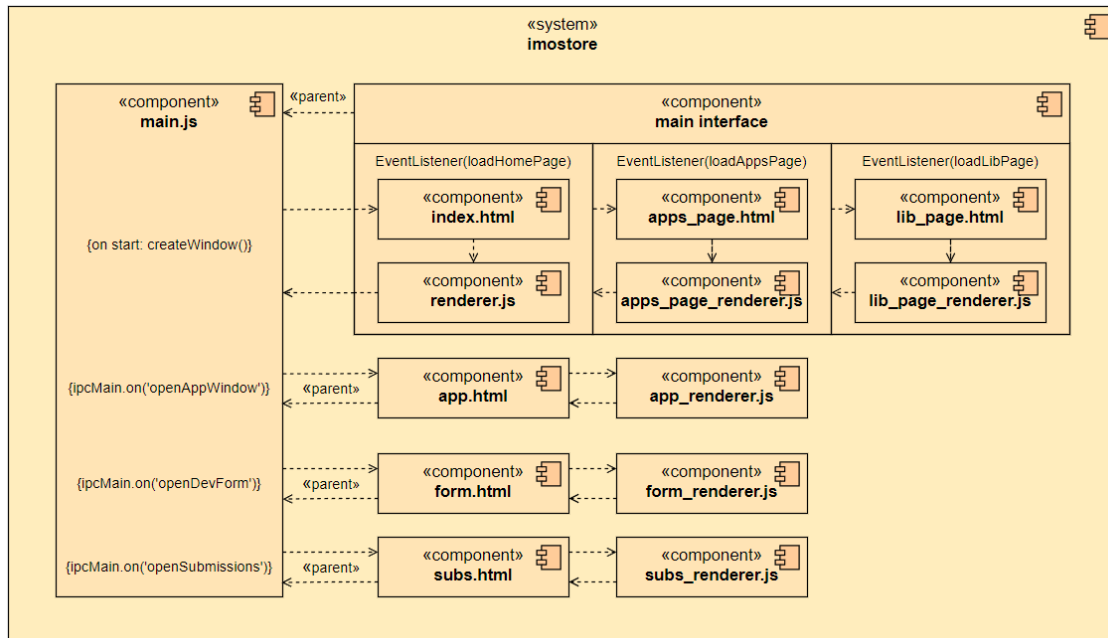 «system»
imostore
«component»
main.js
«parent»
«component»
main interface
EventListener(loadHomePage)
EventListener(loadAppsPage)
EventListener(loadLibPage)
«component»
index.html
«component»
apps_page.html
«component»
lib_page.html
{on start: createWindow()}
«component»
renderer.js
«component»
apps_page_renderer.js
«component»
lib_page_renderer.js
{ipcMain.on('openAppWindow')}
«parent»
«component»
app.html
«component»
app_renderer.js
{ipcMain.on('openDevForm')}
«parent»
«component»
form.html
«component»
form_renderer.js
{ipcMain.on('openSubmissions')}
«parent»
«component»
subs.html
«component»
subs_renderer.js